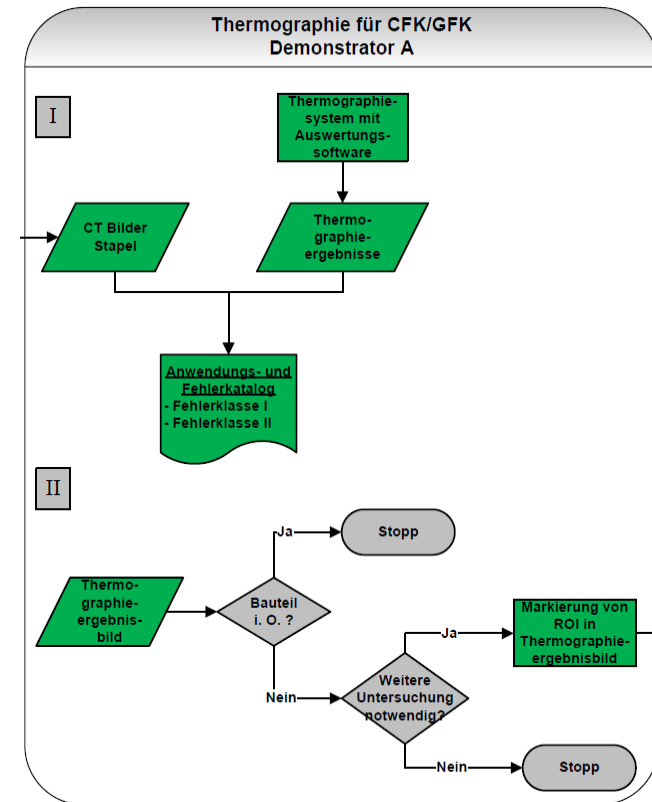 Thermographie für CFK/GFK
Demonstrator A
I
Thermographie-
system mit
Auswertungs-
software
CT Bilder
Stapel
Thermo-
graphie-
ergebnisse
Anwendungs- und
Fehlerkatalog
- Fehlerklasse I
- Fehlerklasse II
II
Ja
Stopp
Thermo-
graphie-
ergebnis-
bild
Bauteil
i. O. ?
Nein
Weitere
Untersuchung
notwendig?
Ja
Markierung von
ROI in
Thermographie-
ergebnisbild
Nein
Stopp